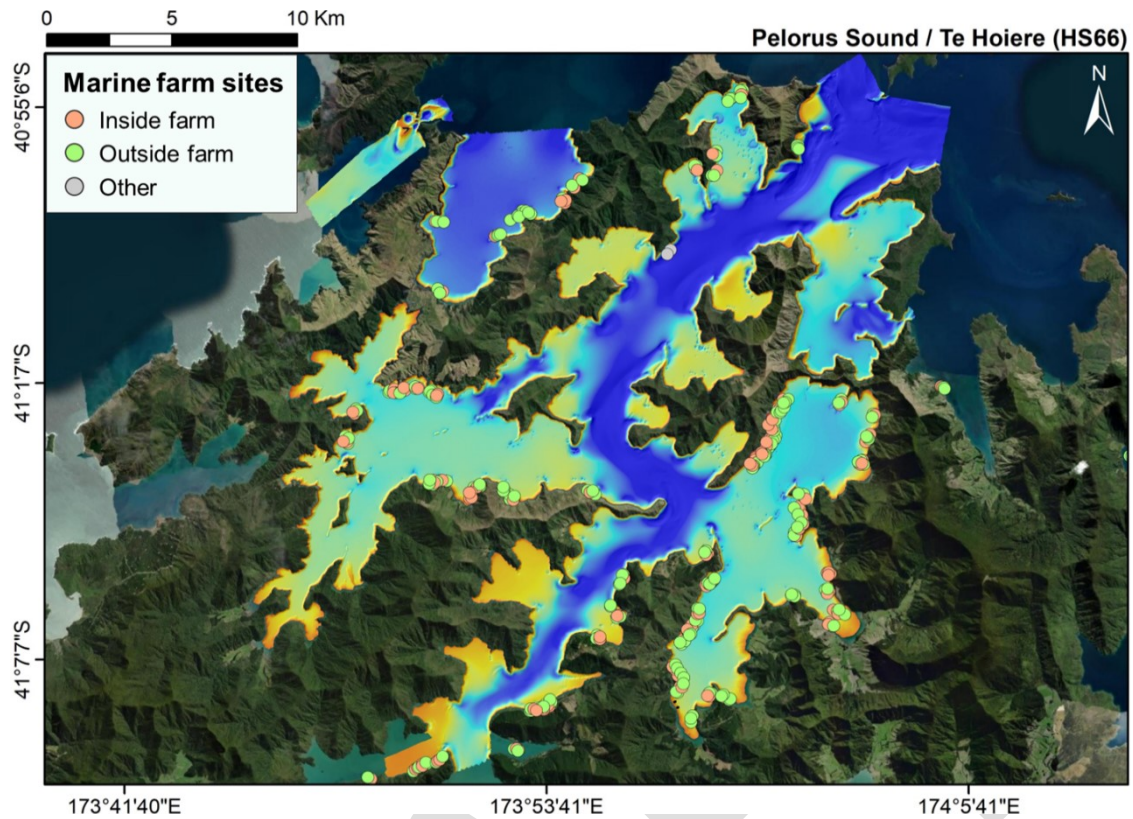 0 5 10 Km
Pelorus Sound / Te Hoiere (HS66)
Marine farm sites
Inside farm
Outside farm
Other
N
40°55'6"S
41°1'7"S
41°7'7"S
173°41'40"E 173°53'41"E 174°5'41"E